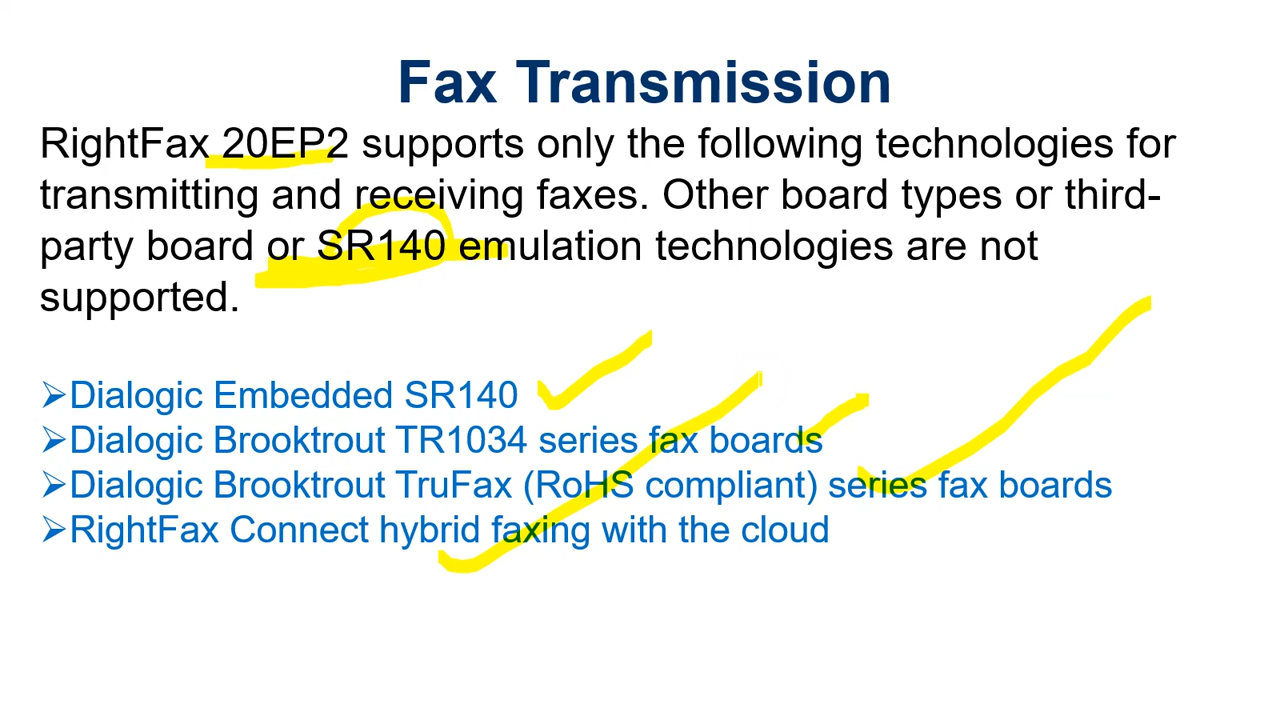 Fax Transmission
RightFax 20EP2 supports only the following technologies for
transmitting and receiving faxes. Other board types or third-
party board or SR140 emulation technologies are not
supported.
➢Dialogic Embedded SR140
➢Dialogic Brooktrout TR1034 series fax boards
➢Dialogic Brooktrout TruFax (RoHS compliant) series fax boards
➢RightFax Connect hybrid faxing with the cloud